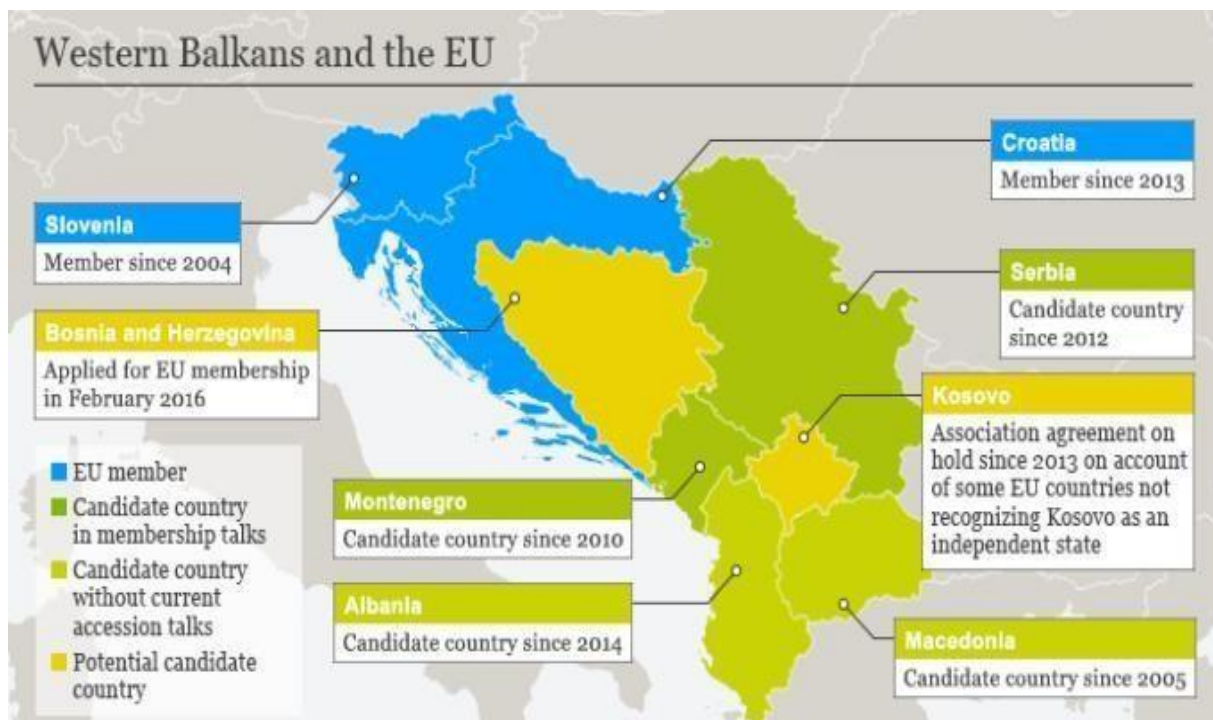 Western Balkans and the EU
Croatia
Member since 2013
Slovenia
Member since 2004
Serbia
Candidate country
since 2012
Bosnia and Herzegovina
Applied for EU membership
in February 2016
Kosovo
Association agreement on
hold since 2013 on account
of some EU countries not
recognizing Kosovo as an
independent state
EU member
Candidate country
in membership talks
Candidate country
without current
accession talks
Potential candidate
country
Montenegro
Candidate country since 2010
Albania
Candidate country since 2014
Macedonia
Candidate country since 2005